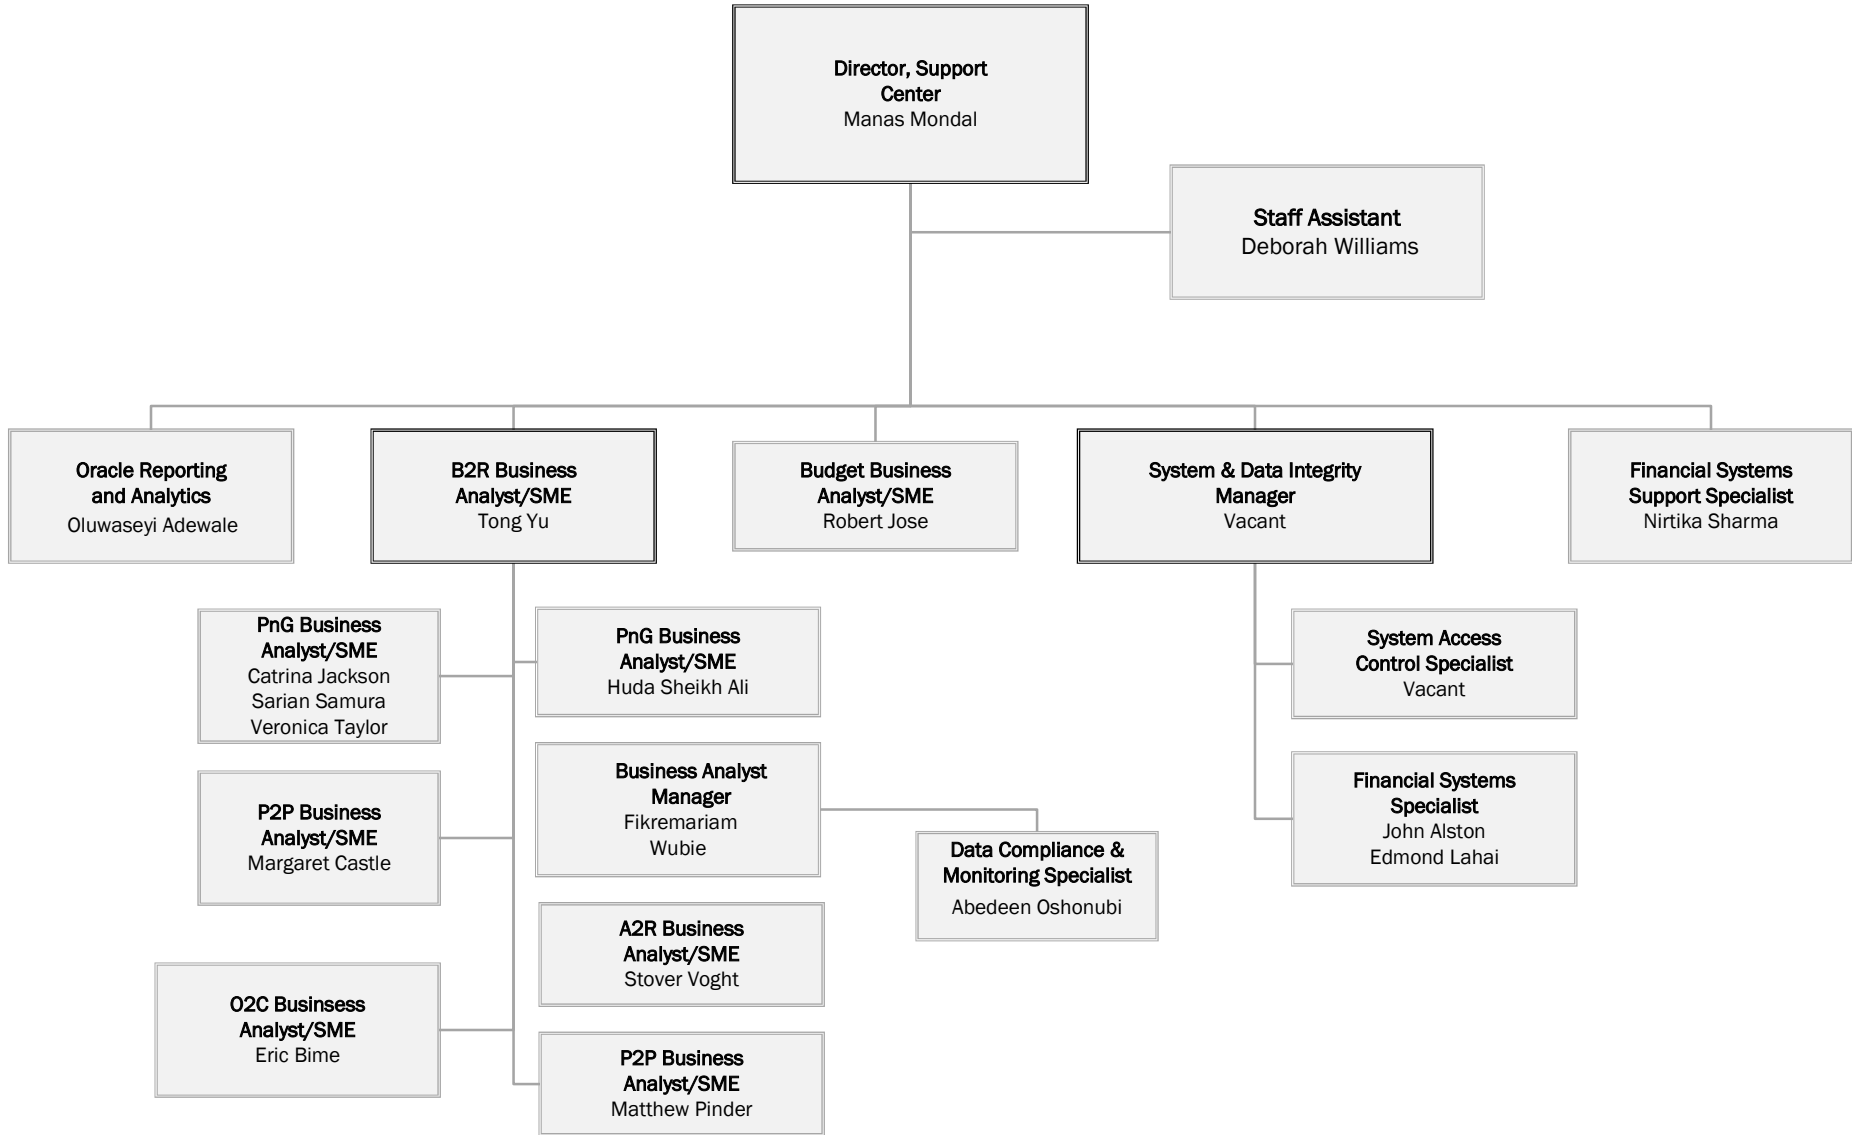 Director, Support
Center
Manas Mondal
Staff Assistant
Deborah Williams
Oracle Reporting
and Analytics
Oluwaseyi Adewale
B2R Business
Analyst/SME
Tong Yu
Budget Business
Analyst/SME
Robert Jose
System & Data Integrity
Manager
Vacant
Financial Systems
Support Specialist
Nirtika Sharma
PnG Business
Analyst/SME
Catrina Jackson
Sarian Samura
Veronica Taylor
PnG Business
Analyst/SME
Huda Sheikh Ali
System Access
Control Specialist
Vacant
P2P Business
Analyst/SME
Margaret Castle
Business Analyst
Manager
Fikremariam
Wubie
Data Compliance &
Monitoring Specialist
Abedeen Oshonubi
Financial Systems
Specialist
John Alston
Edmond Lahai
A2R Business
Analyst/SME
Stover Voght
O2C Businsess
Analyst/SME
Eric Bime
P2P Business
Analyst/SME
Matthew Pinder